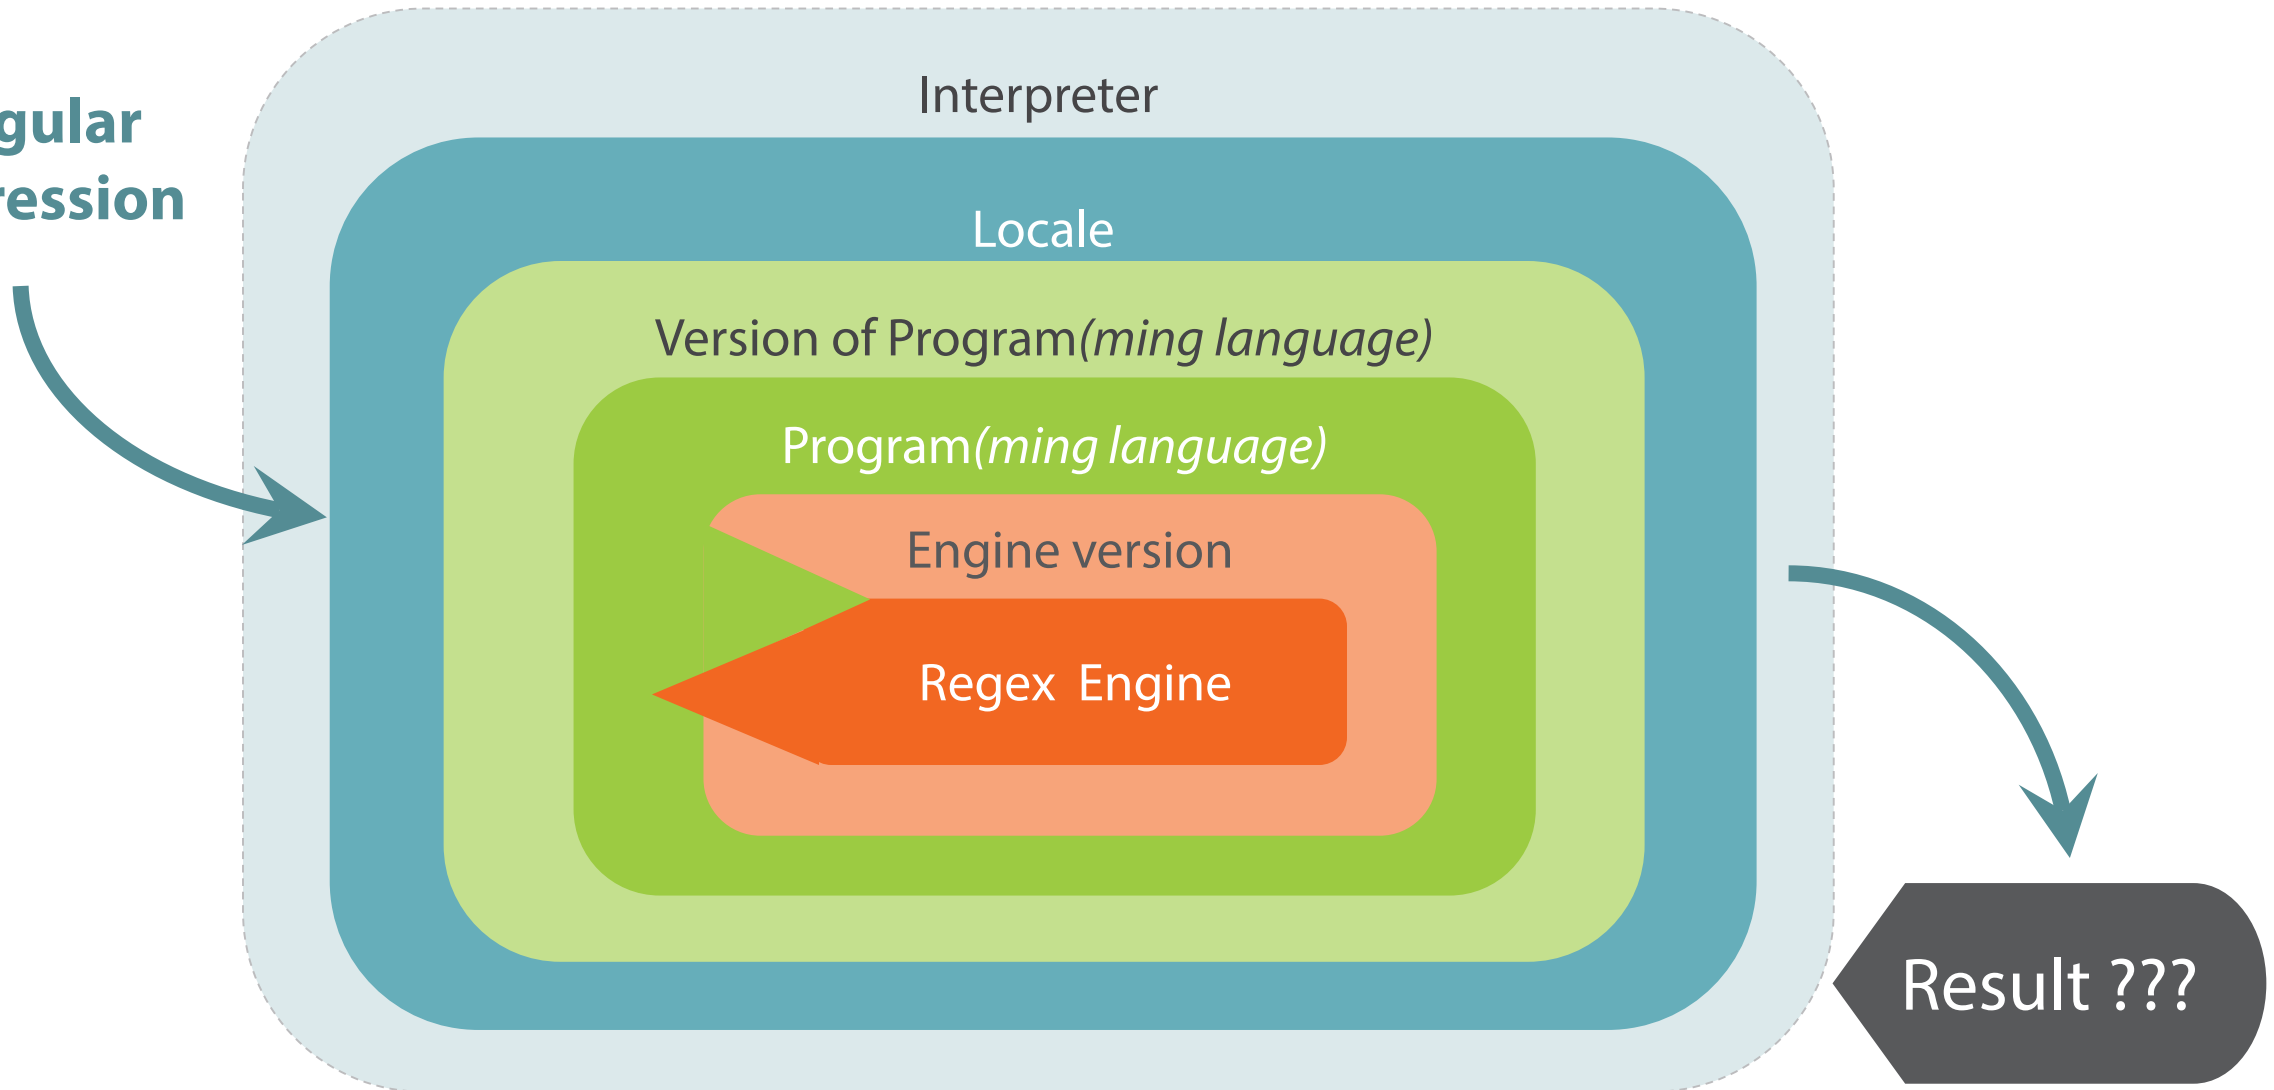 Interpreter
gular
ression
Locale
Version of Program(ming language)
Program(ming language)
Engine version
Regex Engine
Result ???